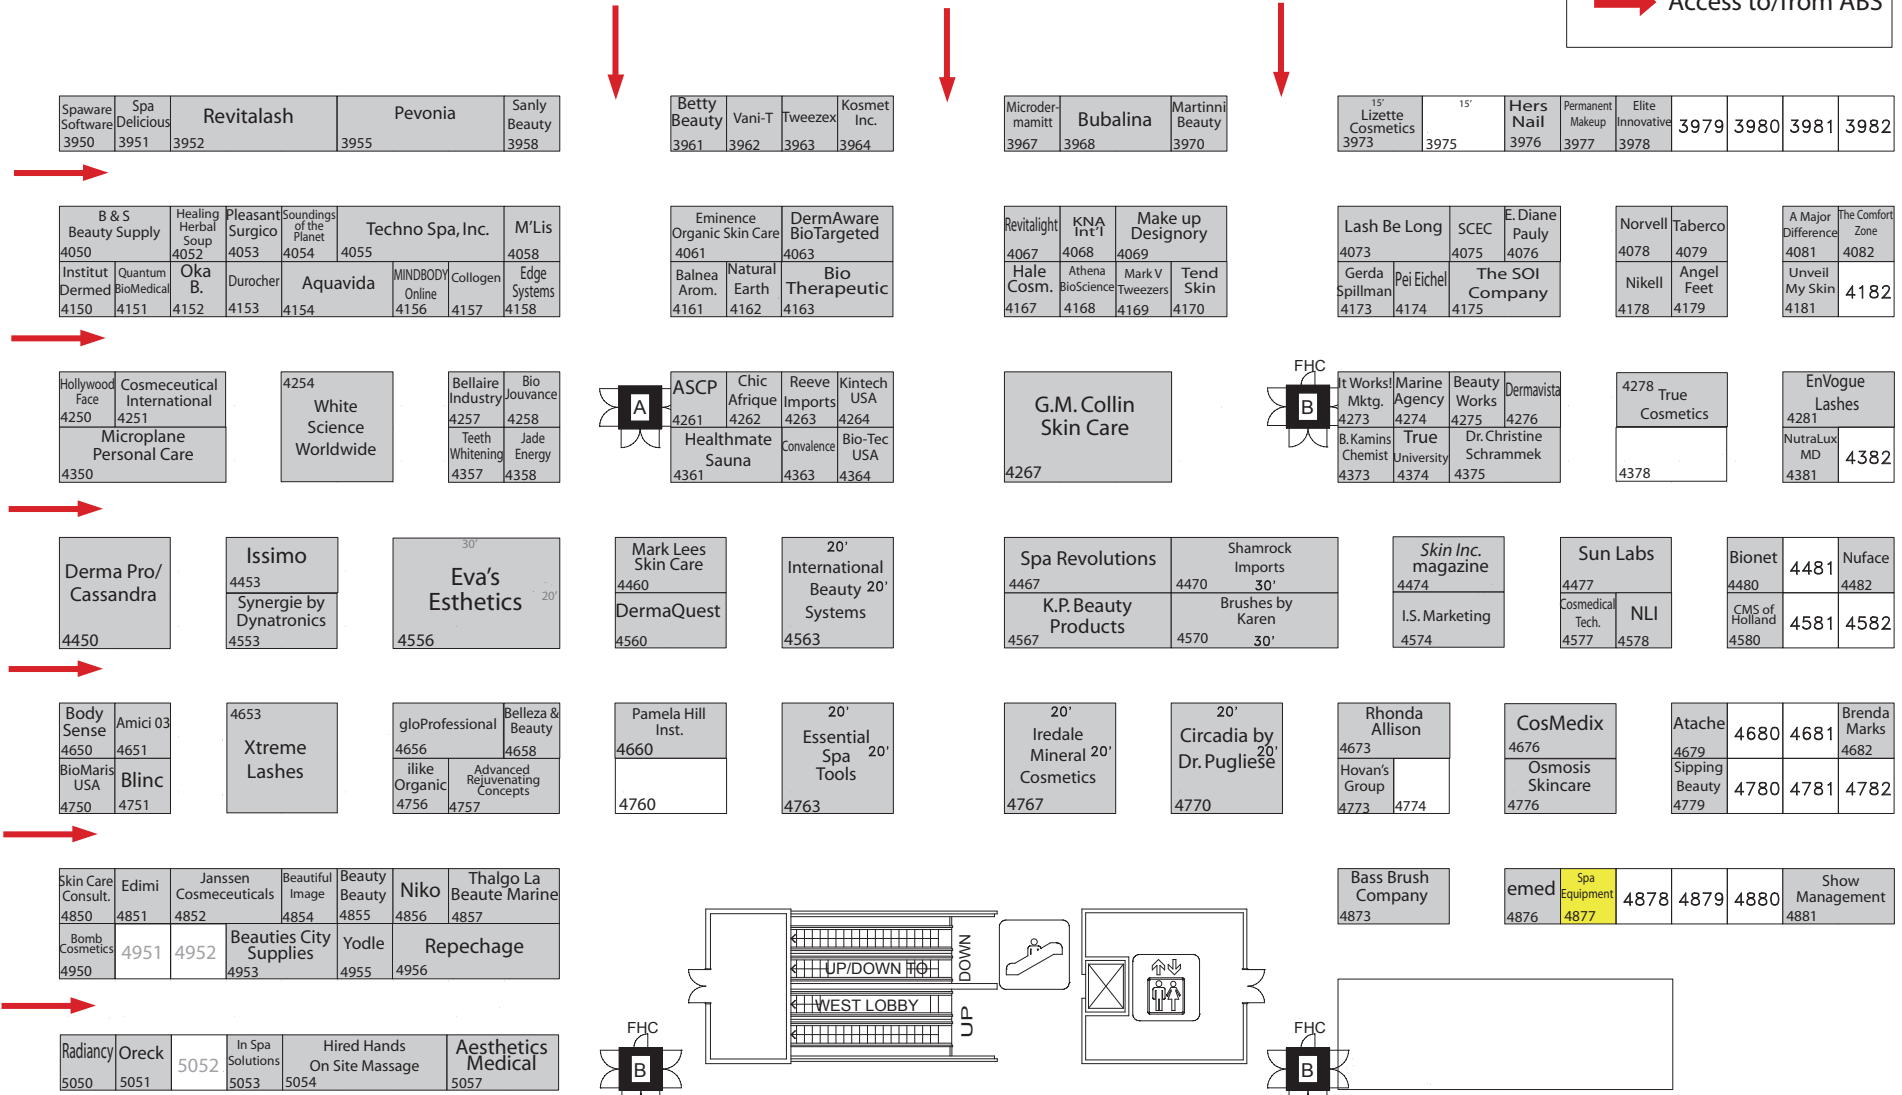 Access to/from ABS
Spaware
Software
3950
Spa
Delicious
3951
Revitalash
3952
Pevonia
3955
Sanly
Beauty
3958
Betty
Beauty
3961
Vani-T
3962
Tweezex
3963
Kosmet
Inc.
3964
Microder-
mamitt
3967
Bubalina
3968
Martinni
Beauty
3970
15'
Lizette
Cosmetics
3973
15'
3975
Hers
Nail
3976
Permanent
Makeup
3977
Elite
Innovative
3978
3979
3980
3981
3982
B & S
Beauty Supply
4050
Healing
Herbal
Soup
4052
Pleasant
Surgico
4053
Soundings
of the
Planet
4054
Techno Spa, Inc.
4055
M'Lis
4058
Eminence
Organic Skin Care
4061
DermAware
BioTargeted
4063
Revitalight
4067
KNA
Int'l
4068
Make up
Designory
4069
Lash Be Long
4073
SCEC
4075
E. Diane
Pauly
4076
Norvell
4078
Taberco
4079
A Major
Difference
4081
The Comfort
Zone
4082
Institut
Dermed
4150
Quantum
BioMedical
4151
Oka
B.
4152
Durocher
4153
Aquavida
4154
MINDBODY
Online
4156
Collogen
4157
Edge
Systems
4158
Balnea
Arom.
4161
Natural
Earth
4162
Bio
Therapeutic
4163
Hale
Cosm.
4167
Athena
BioScience
4168
Mark V
Tweezers
4169
Tend
Skin
4170
Gerda
Spillman
4173
Pei Eichel
4174
The SOI
Company
4175
Nikell
4178
Angel
Feet
4179
Unveil
My Skin
4181
4182
Hollywood
Face
4250
Cosmeceutical
International
4251
4254
White
Science
Worldwide
Bellaire
Industry
4257
Bio
Jouvance
4258
A
ASCP
4261
Chic
Afrique
4262
Reeve
Imports
4263
Kintech
USA
4264
G.M. Collin
Skin Care
4267
FHC
B
It Works!
Mktg.
4273
Marine
Agency
4274
Beauty
Works
4275
Dermavista
4276
4278
True
Cosmetics
EnVogue
Lashes
4281
Microplane
Personal Care
4350
Teeth
Whitening
4357
Jade
Energy
4358
Healthmate
Sauna
4361
Convalence
4363
Bio-Tec
USA
4364
B. Kamins
Chemist
4373
True
University
4374
Dr. Christine
Schrammek
4375
4378
NutraLux
MD
4381
4382
Derma Pro/
Cassandra
4450
Issimo
4453
30'
Eva's
Esthetics
20'
4556
Mark Lees
Skin Care
4460
20'
International
Beauty 20'
Systems
4563
Spa Revolutions
4467
Shamrock
Imports
4470
30'
Skin Inc.
magazine
4474
Sun Labs
4477
Bionet
4480
4481
Nuface
4482
Synergie by
Dynatronics
4553
DermaQuest
4560
K.P. Beauty
Products
4567
Brushes by
Karen
4570
30'
I.S. Marketing
4574
Cosmedical
Tech.
4577
NLI
4578
CMS of
Holland
4580
4581
4582
Body
Sense
4650
Amici 03
4651
4653
Xtreme
Lashes
gloProfessional
4656
Belleza &
Beauty
4658
Pamela Hill
Inst.
4660
20'
Essential
Spa 20'
Tools
4763
20'
Iredale
Mineral 20'
Cosmetics
4767
20'
Circadia by
20'
Dr. Pugliese
4770
Rhonda
Allison
4673
CosMedix
4676
Atache
4679
4680
4681
Brenda
Marks
4682
BioMaris
USA
4750
Blinc
4751
ilike
Organic
4756
Advanced
Rejuvenating
Concepts
4757
4760
Hovan's
Group
4773
4774
Osmosis
Skincare
4776
Sipping
Beauty
4779
4780
4781
4782
Skin Care
Consult.
4850
Edimi
4851
Janssen
Cosmeceuticals
4852
Beautiful
Image
4854
Beauty
Beauty
4855
Niko
4856
Thalgo La
Beaute Marine
4857
Bass Brush
Company
4873
emed
4876
Spa
Equipment
4877
4878
4879
4880
Show
Management
4881
Bomb
Cosmetics
4950
4951
4952
Beauties City
Supplies
4953
Yodle
4955
Repechage
4956
UP/DOWN TO
WEST LOBBY
DOWN
UP
Radiancy
5050
Oreck
5051
5052
In Spa
Solutions
5053
Hired Hands
On Site Massage
5054
Aesthetics
Medical
5057
FHC
B
FHC
B